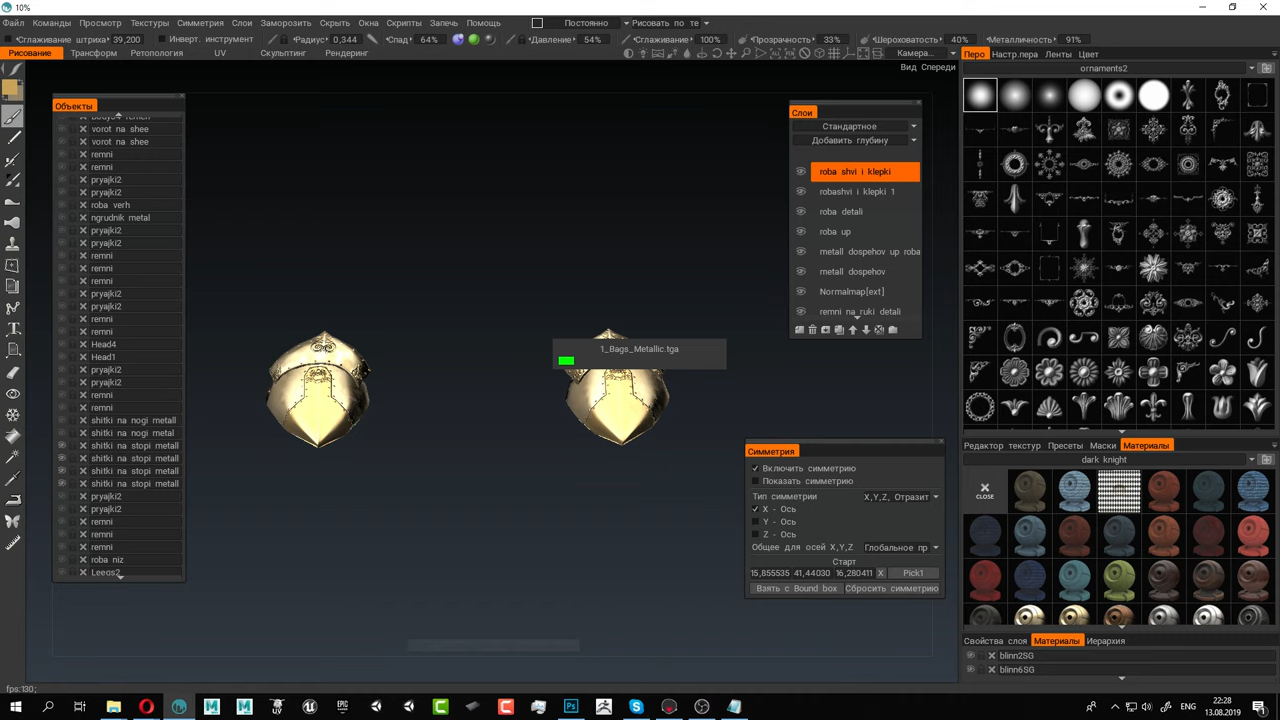 10%
Файл Команды Просмотр Текстуры Симметрия Слои Заморозить Скрыть Окна Скрипты Запечь Помощь Постоянно Рисовать по те
Сглаживание штриха 39,200 Инверт. инструмент Радиус 0,344 Спад 64% Давление 54% Сглаживание 100% Прозрачность 33% Шероховатость 40% Металличность 91%
Рисование Трансформ Ретопология UV Скульптинг Рендеринг Камера...
Вид Спереди
Объекты
vorot na shee
vorot na shee
remni
remni
pryajki2
pryajki2
roba verh
ngrudnik metal
pryajki2
pryajki2
remni
remni
remni
pryajki2
pryajki2
remni
remni
Head4
Head1
pryajki2
pryajki2
remni
remni
shitki na nogi metall
shitki na nogi metal
shitki na stopi metall
shitki na stopi metal
shitki na stopi metall
shitki na stopi metall
pryajki2
pryajki2
remni
remni
remni
roba niz
Leegs2
fps:130;
1_Bags_Metallic.tga
Слои
Стандартное
Добавить глубину
roba shvi i klepki
robashvi i klepki 1
roba detali
roba up
metall dospehov up roba
metall dospehov
Normalmap[ext]
remni na_ruki detali
Симметрия
Включить симметрию
Показать симметрию
Тип симметрии X,Y,Z, Отразит
X - Ось
Y - Ось
Z - Ось
Общее для осей X,Y,Z Глобальное пр
Старт
15,855535 41,44030 16,280411 X Pick1
Взять с Bound box Сбросить симметрию
Перо Настр.пера Ленты Цвет
ornaments2
Редактор текстур Пресеты Маски Материалы
dark knight
CLOSE
Свойства слоя Материалы Иерархия
blinn2SG
blinn6SG
ENG
22:28
13.08.2019